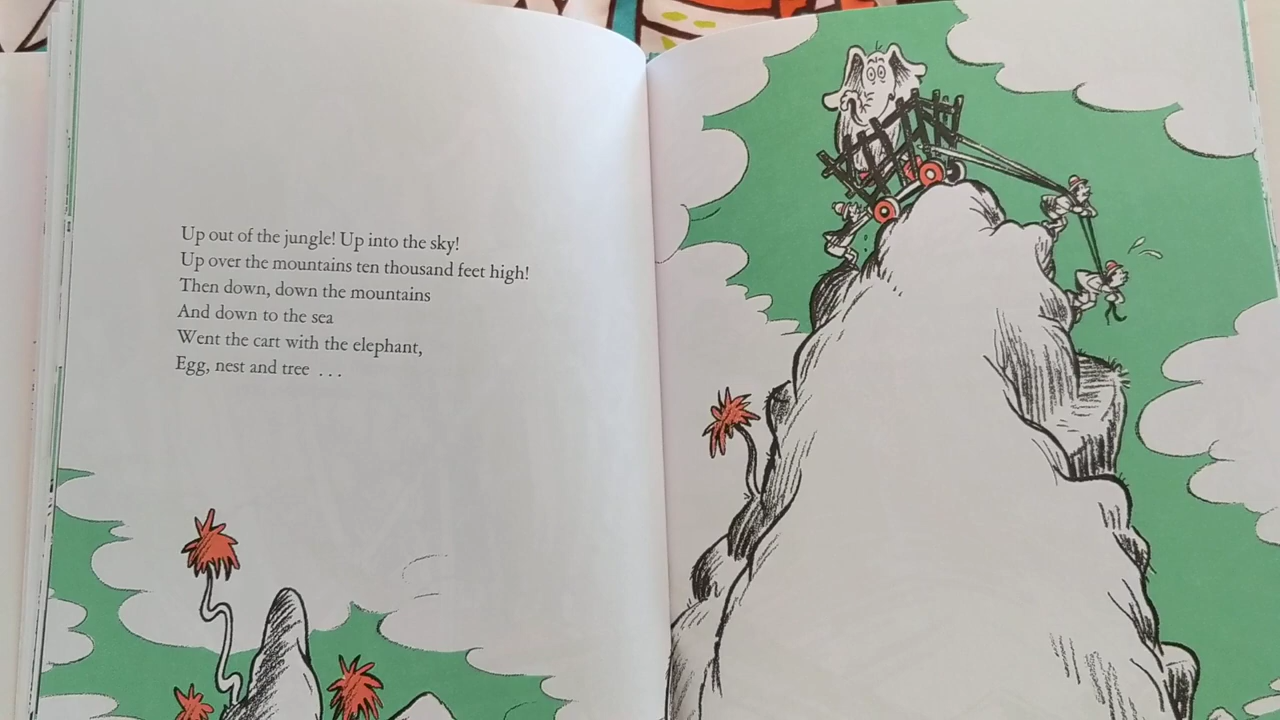 Up out of the jungle! Up into the sky!
Up over the mountains ten thousand feet high!
Then down, down the mountains
And down to the sea
Went the cart with the elephant,
Egg, nest and tree . . .